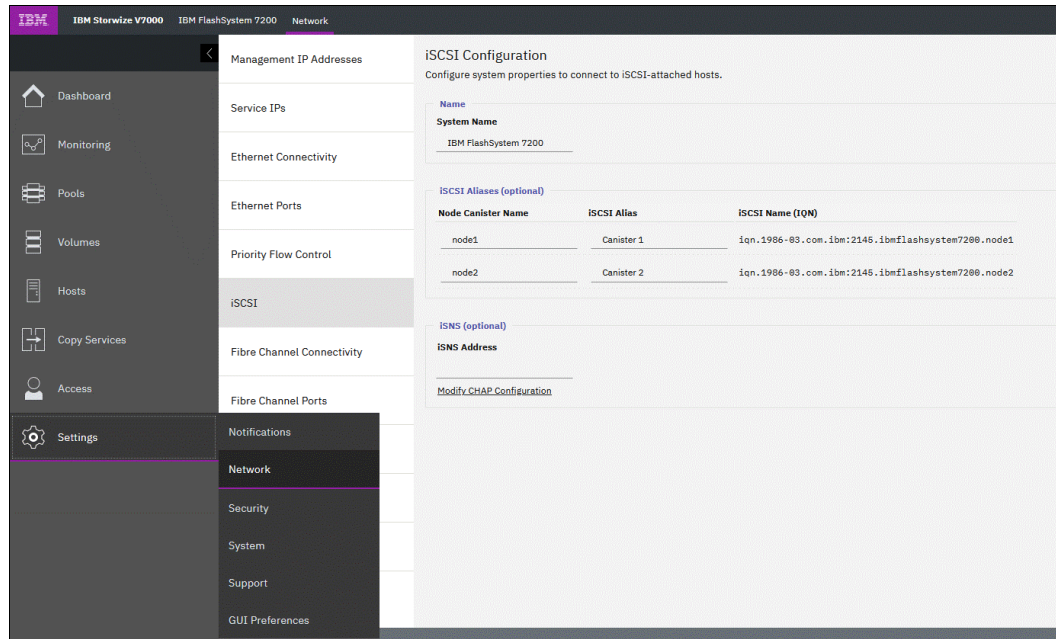 IBM IBM Storwize V7000 IBM FlashSystem 7200 Network
Dashboard
Monitoring
Pools
Volumes
Hosts
Copy Services
Access
Settings
Management IP Addresses
Service IPs
Ethernet Connectivity
Ethernet Ports
Priority Flow Control
iSCSI
Fibre Channel Connectivity
Fibre Channel Ports
Notifications
Network
Security
System
Support
GUI Preferences
iSCSI Configuration
Configure system properties to connect to iSCSI-attached hosts.
Name
System Name
IBM FlashSystem 7200
iSCSI Aliases (optional)
Node Canister Name iSCSI Alias iSCSI Name (IQN)
node1 Canister 1 iqn.1986-03.com.ibm:2145.ibmflashsystem7200.node1
node2 Canister 2 iqn.1986-03.com.ibm:2145.ibmflashsystem7200.node2
iSNS (optional)
iSNS Address
Modify CHAP Configuration